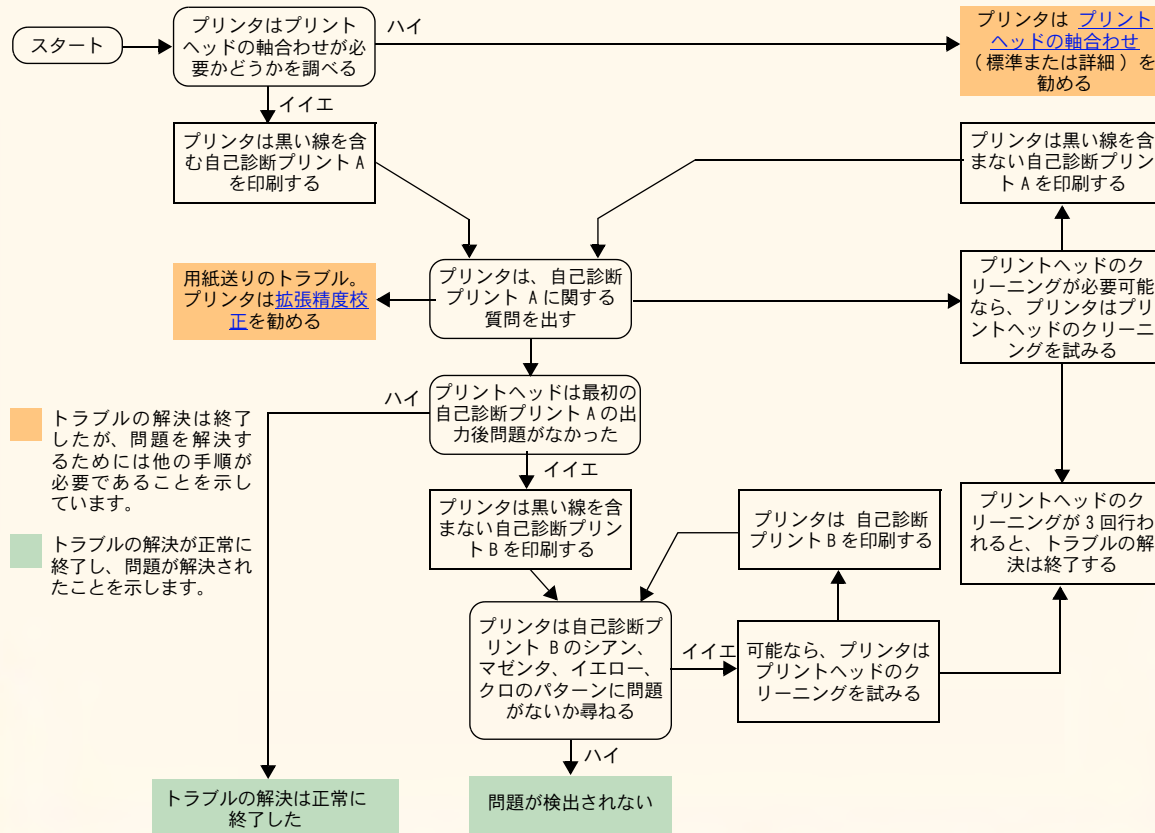 スタート
プリンタはプリント
ヘッドの軸合わせが必
要かどうかを調べる
ハイ
プリンタは プリント
ヘッドの軸合わせ
( 標準または詳細 ) を
勧める
イイエ
プリンタは黒い線を含
む自己診断プリント A
を印刷する
プリンタは黒い線を含
まない自己診断プリン
ト A を印刷する
用紙送りのトラブル。
プリンタは拡張精度校
正を勧める
プリンタは、自己診断
プリント A に関する
質問を出す
プリントヘッドのク
リーニングが必要可能
なら、プリンタはプリ
ントヘッドのクリーニ
ングを試みる
ハイ
プリントヘッドは最初の
自己診断プリント A の出
力後問題がなかった
イイエ
トラブルの解決は終了
したが、問題を解決す
るためには他の手順が
必要であることを示し
ています。
トラブルの解決が正常に
終了し、問題が解決され
たことを示します。
プリンタは黒い線を含
まない自己診断プリン
ト B を印刷する
プリンタは 自己診断
プリント B を印刷する
プリントヘッドのク
リーニングが 3 回行わ
れると、トラブルの解
決は終了する
プリンタは自己診断プ
リント B のシアン、
マゼンタ、イエロー、
クロのパターンに問題
がないか尋ねる
イイエ
可能なら、プリンタは
プリントヘッドのク
リーニングを試みる
ハイ
トラブルの解決は正常に
終了した
問題が検出されない